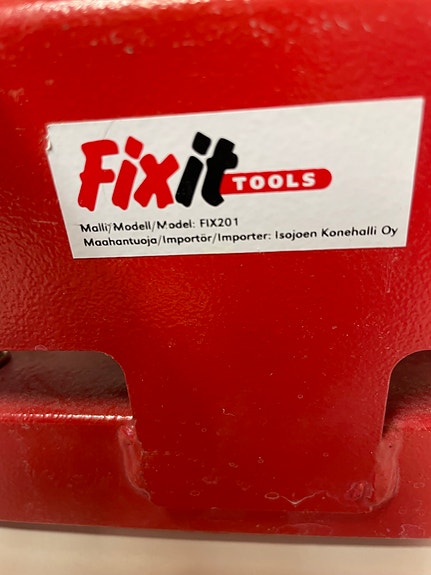 Fixit TOOLS
Malli/Modell/Model: FIX201
Maahantuoja/Importör/Importer: Isojoen Konehalli Oy